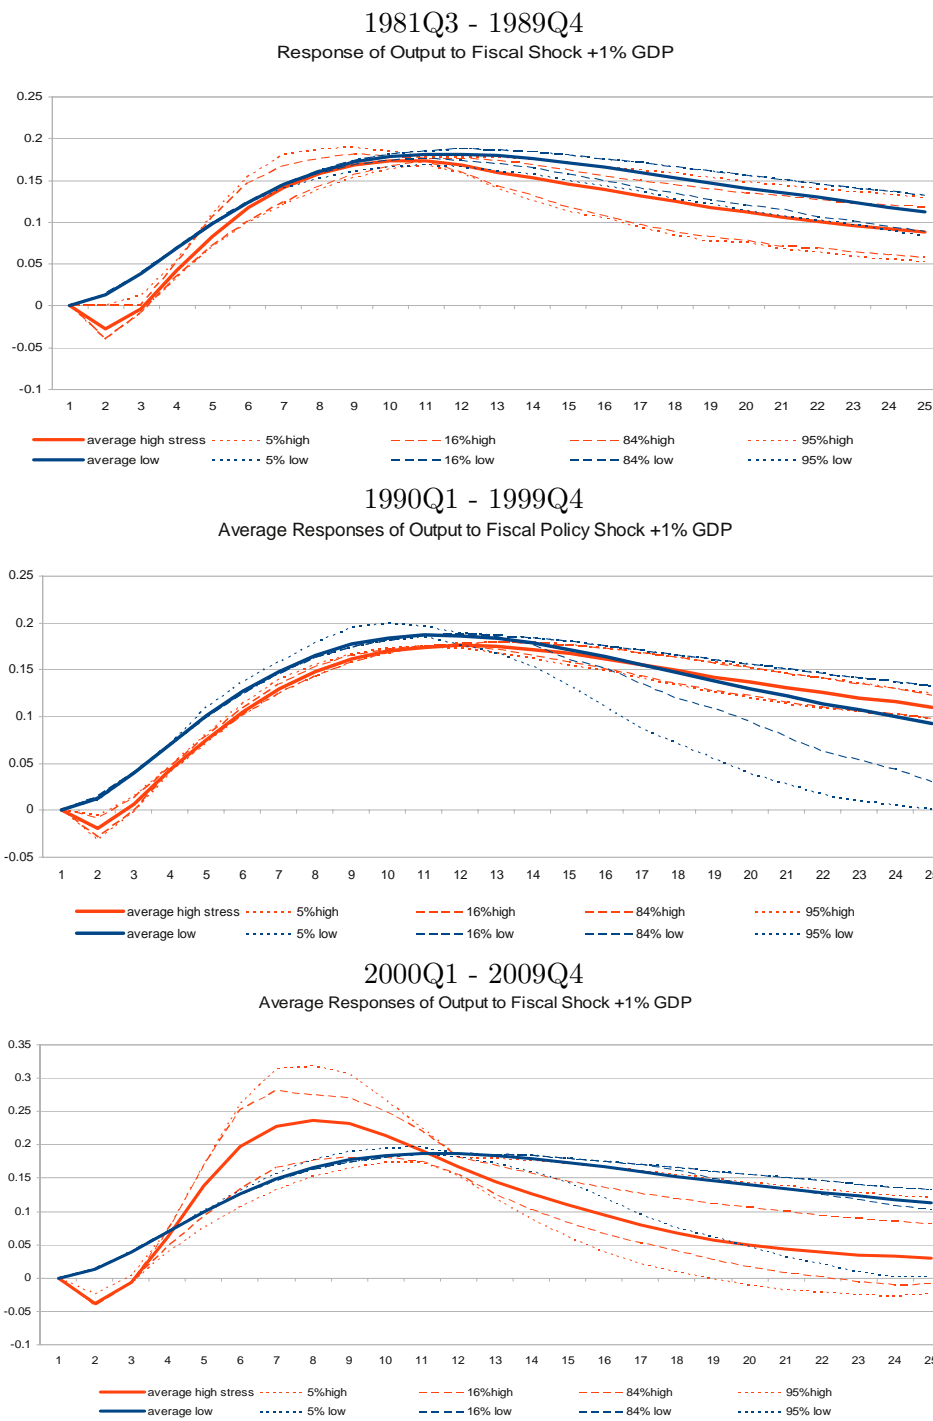 1981Q3 - 1989Q4
Response of Output to Fiscal Shock +1% GDP
0.25
0.2
0.15
0.1
0.05
0
-0.05
-0.1
1 2 3 4 5 6 7 8 9 10 11 12 13 14 15 16 17 18 19 20 21 22 23 24 25
average high stress 5%high 16%high 84%high 95%high
average low 5% low 16% low 84% low 95% low
1990Q1 - 1999Q4
Average Responses of Output to Fiscal Policy Shock +1% GDP
0.25
0.2
0.15
0.1
0.05
0
-0.05
1 2 3 4 5 6 7 8 9 10 11 12 13 14 15 16 17 18 19 20 21 22 23 24 25
average high stress 5%high 16%high 84%high 95%high
average low 5% low 16% low 84% low 95% low
2000Q1 - 2009Q4
Average Responses of Output to Fiscal Shock +1% GDP
0.35
0.3
0.25
0.2
0.15
0.1
0.05
0
-0.05
-0.1
1 2 3 4 5 6 7 8 9 10 11 12 13 14 15 16 17 18 19 20 21 22 23 24 25
average high stress 5%high 16%high 84%high 95%high
average low 5% low 16% low 84% low 95% low